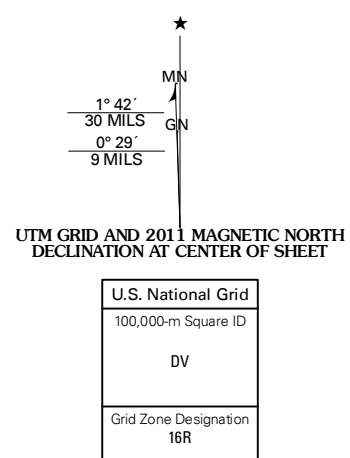 ★
MN
1° 42´
30 MILS
GN
0° 29´
9 MILS
UTM GRID AND 2011 MAGNETIC NORTH
DECLINATION AT CENTER OF SHEET
U.S. National Grid
100,000-m Square ID
DV
Grid Zone Designation
16R